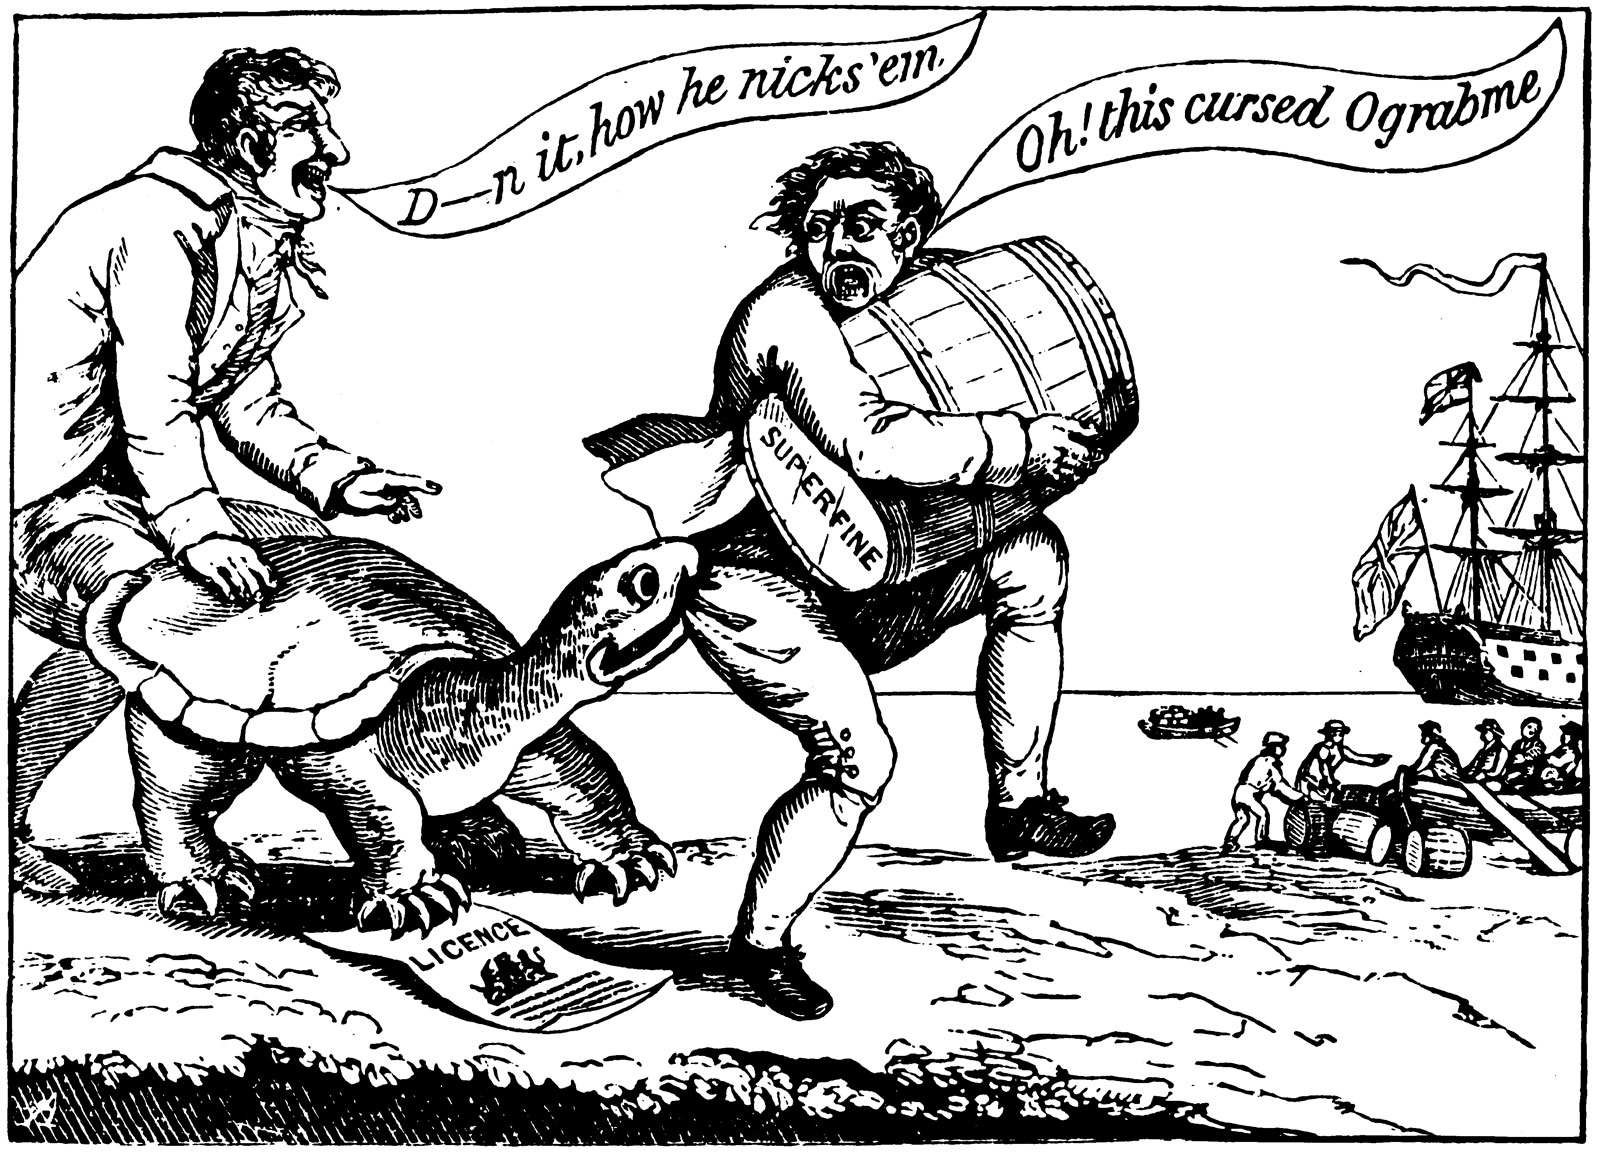 D—n it, how he nicks 'em.
Oh! this cursed Ograbme
SUPERFINE
LICENCE